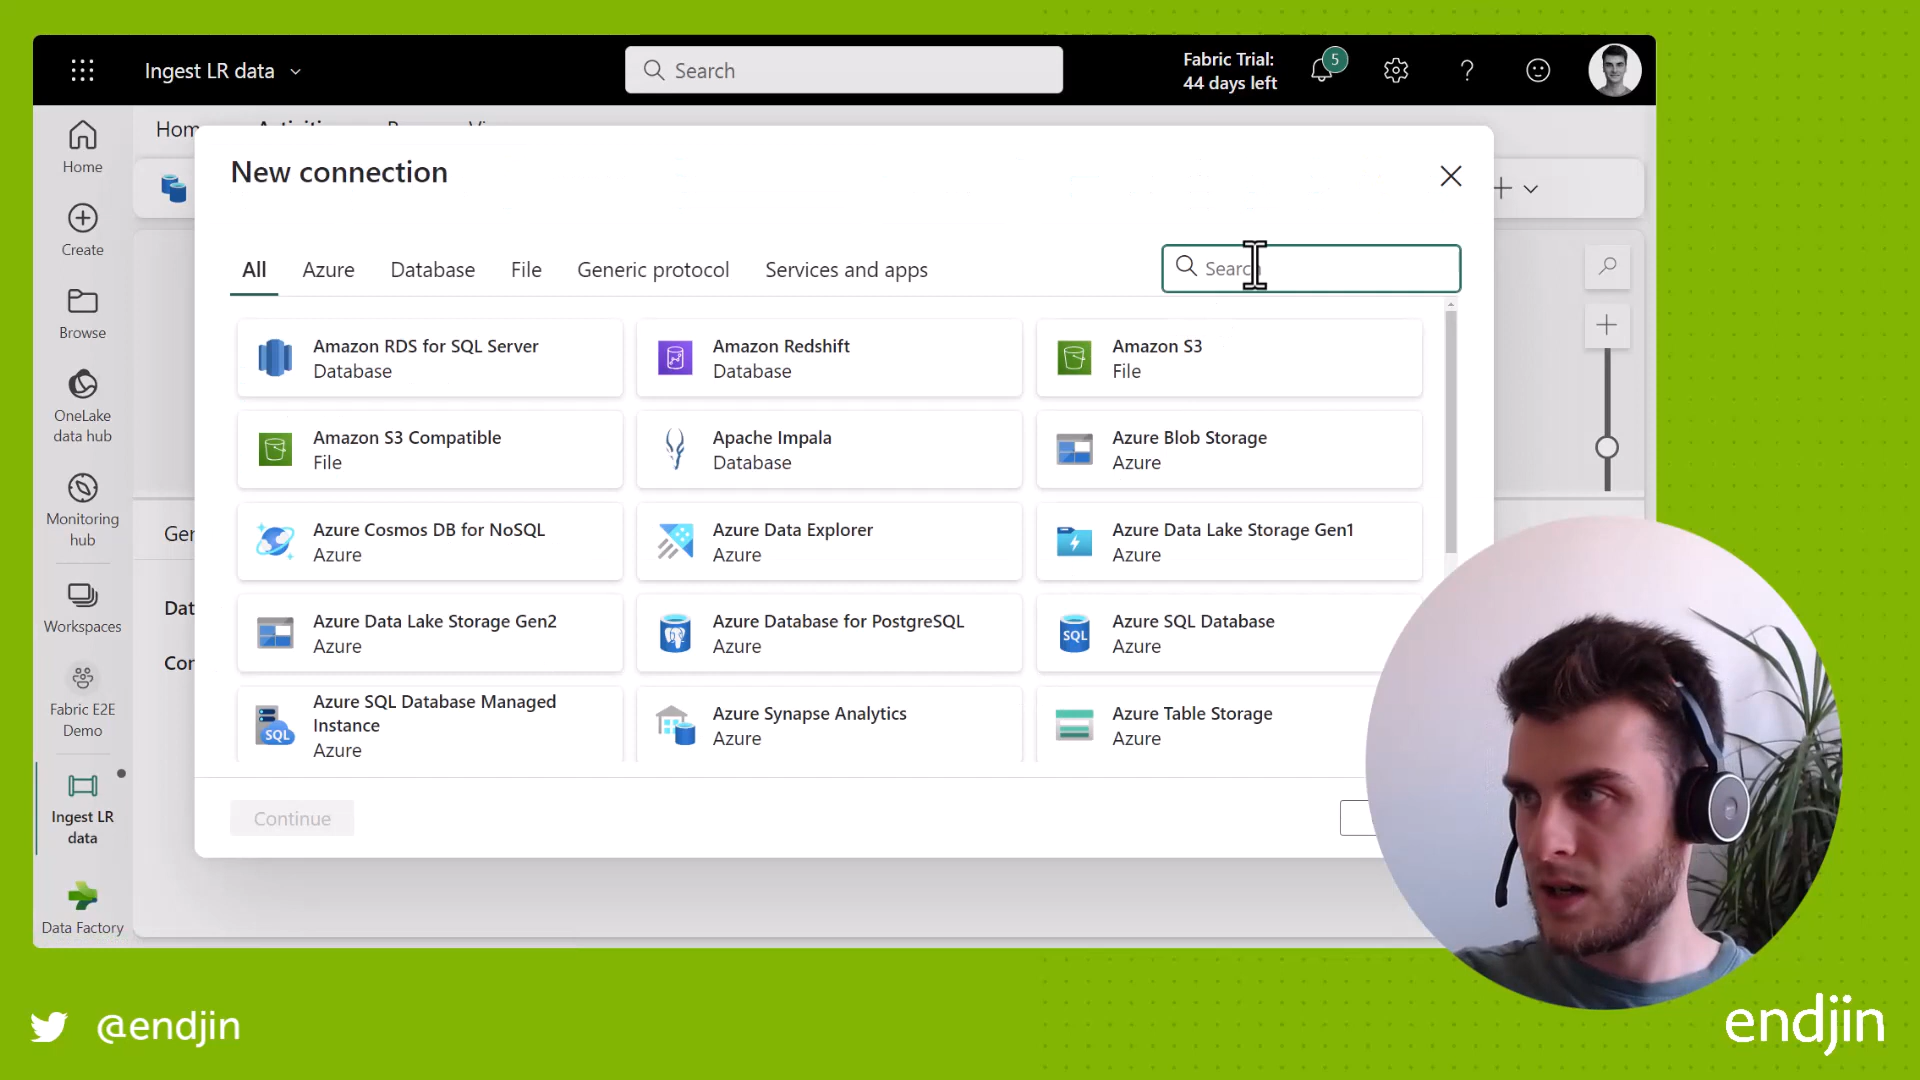 Ingest LR data
Search
Fabric Trial:
44 days left
5
Home
Create
Browse
OneLake
data hub
Monitoring
hub
Workspaces
Fabric E2E
Demo
Ingest LR
data
Data Factory
New connection
All
Azure
Database
File
Generic protocol
Services and apps
Search
Amazon RDS for SQL Server
Database
Amazon Redshift
Database
Amazon S3
File
Amazon S3 Compatible
File
Apache Impala
Database
Azure Blob Storage
Azure
Azure Cosmos DB for NoSQL
Azure
Azure Data Explorer
Azure
Azure Data Lake Storage Gen1
Azure
Azure Data Lake Storage Gen2
Azure
Azure Database for PostgreSQL
Azure
SQL
Azure SQL Database
Azure
SQL
Azure SQL Database Managed
Instance
Azure
Azure Synapse Analytics
Azure
Azure Table Storage
Azure
Continue
@endjin
endjin